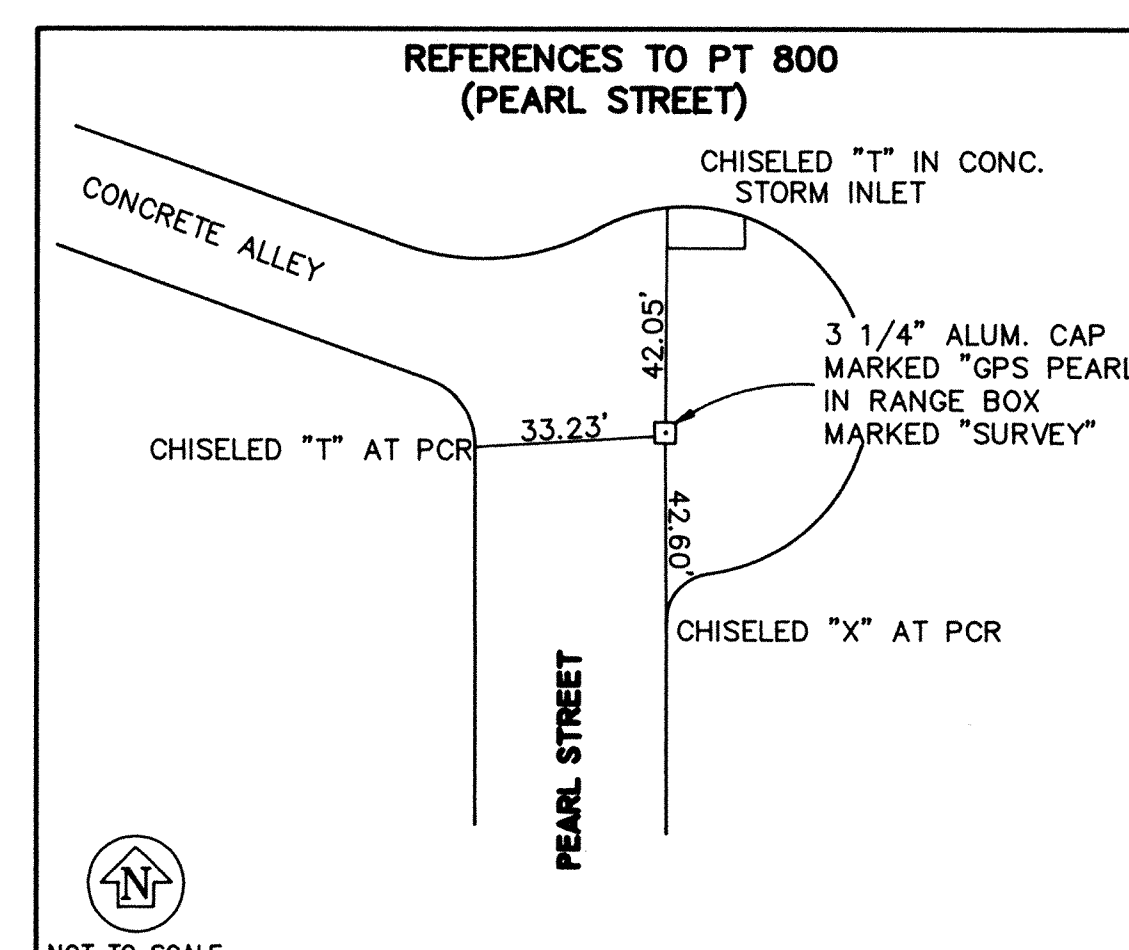 REFERENCES TO PT 800
(PEARL STREET)
CHISELED "T" IN CONC.
STORM INLET
CONCRETE ALLEY
42.05'
3 1/4" ALUM. CAP
MARKED "GPS PEARL
IN RANGE BOX
MARKED "SURVEY"
33.23'
CHISELED "T" AT PCR
42.60'
CHISELED "X" AT PCR
PEARL STREET
N
NOT TO SCALE